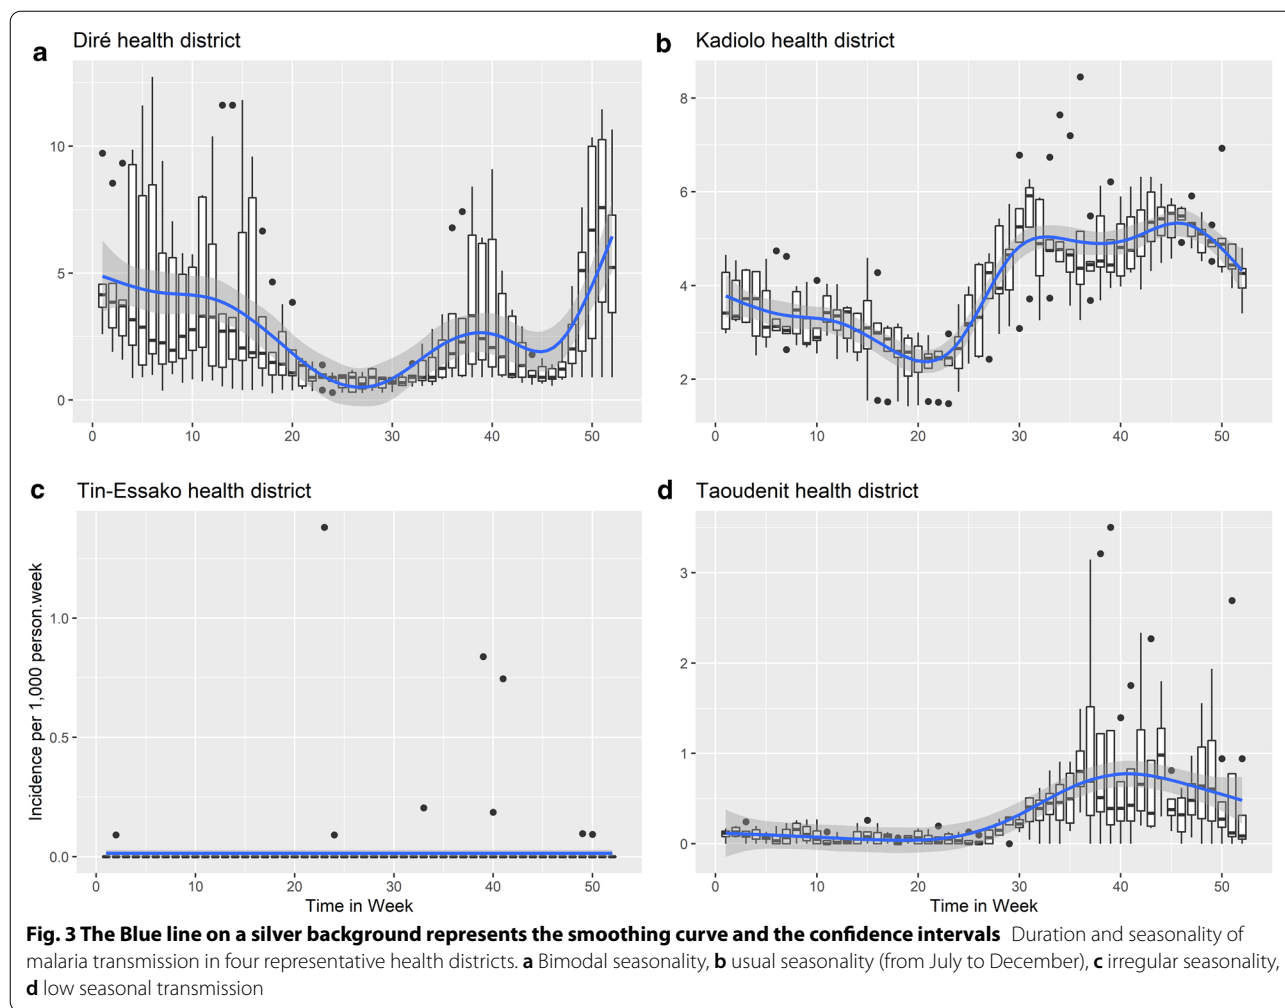 a Diré health district
10
5
0
0 10 20 30 40 50
b Kadiolo health district
8
6
4
2
0 10 20 30 40 50
c Tin-Essako health district
Incidence per 1,000 person.week
1.0
0.5
0.0
0 10 20 30 40 50
Time in Week
d Taoudenit health district
3
2
1
0
0 10 20 30 40 50
Time in Week
Fig. 3 The Blue line on a silver background represents the smoothing curve and the confidence intervals Duration and seasonality of
malaria transmission in four representative health districts. a Bimodal seasonality, b usual seasonality (from July to December), c irregular seasonality,
d low seasonal transmission